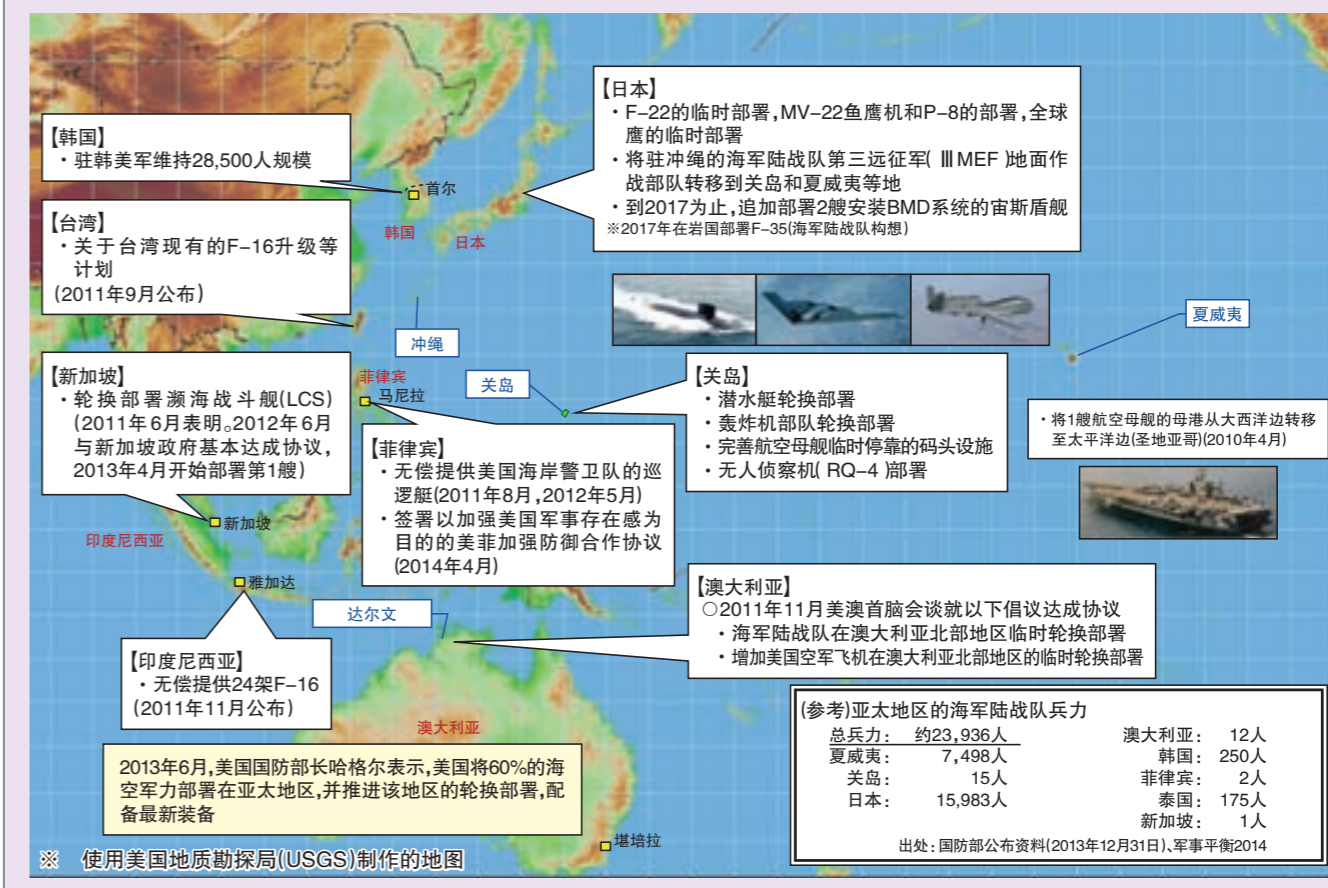 【韩国】
・驻韩美军维持28,500人规模
【台湾】
・关于台湾现有的F-16升级等
计划
(2011年9月公布)
【新加坡】
・轮换部署濒海战斗舰(LCS)
(2011年6月表明。2012年6月
与新加坡政府基本达成协议,
2013年4月开始部署第1艘)
【日本】
・F-22的临时部署,MV-22鱼鹰机和P-8的部署,全球
鹰的临时部署
・将驻冲绳的海军陆战队第三远征军( ⅢMEF )地面作
战部队转移到关岛和夏威夷等地
・到2017为止,追加部署2艘安装BMD系统的宙斯盾舰
※2017年在岩国部署F-35(海军陆战队构想)
首尔
韩国
日本
冲绳
夏威夷
菲律宾
马尼拉
关岛
【关岛】
・潜水艇轮换部署
・轰炸机部队轮换部署
・完善航空母舰临时停靠的码头设施
・无人侦察机( RQ-4 )部署
・将1艘航空母舰的母港从大西洋边转移
至太平洋边(圣地亚哥)(2010年4月)
【菲律宾】
・无偿提供美国海岸警卫队的巡
逻艇(2011年8月,2012年5月)
・签署以加强美国军事存在感为
目的的美菲加强防御合作协议
(2014年4月)
新加坡
印度尼西亚
雅加达
达尔文
【印度尼西亚】
・无偿提供24架F-16
(2011年11月公布)
【澳大利亚】
○2011年11月美澳首脑会谈就以下倡议达成协议
・海军陆战队在澳大利亚北部地区临时轮换部署
・增加美国空军飞机在澳大利亚北部地区的临时轮换部署
澳大利亚
2013年6月,美国国防部长哈格尔表示,美国将60%的海
空军力部署在亚太地区,并推进该地区的轮换部署,配
备最新装备
堪培拉
(参考)亚太地区的海军陆战队兵力
总兵力: 约23,936人
夏威夷: 7,498人
关岛: 15人
日本: 15,983人
澳大利亚: 12人
韩国: 250人
菲律宾: 2人
泰国: 175人
新加坡: 1人
出处:国防部公布资料(2013年12月31日)、军事平衡2014
※ 使用美国地质勘探局(USGS)制作的地图